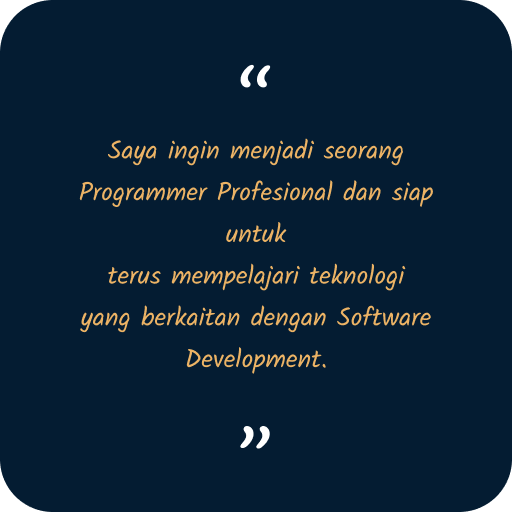 “
Saya ingin menjadi seorang
Programmer Profesional dan siap
untuk
terus mempelajari teknologi
yang berkaitan dengan Software
Development.
”